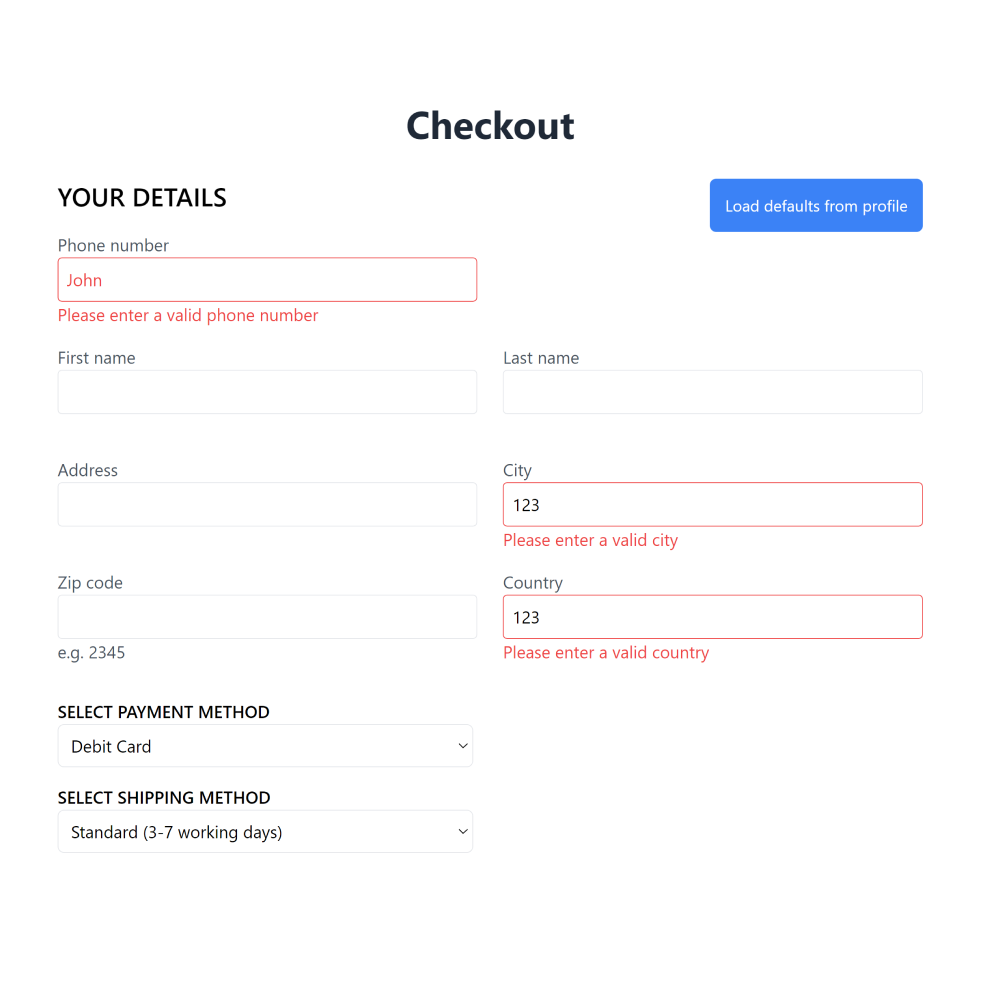 Checkout
YOUR DETAILS
Load defaults from profile
Phone number
John
Please enter a valid phone number
First name
Last name
Address
City
123
Please enter a valid city
Zip code
Country
123
e.g. 2345
Please enter a valid country
SELECT PAYMENT METHOD
Debit Card
SELECT SHIPPING METHOD
Standard (3-7 working days)